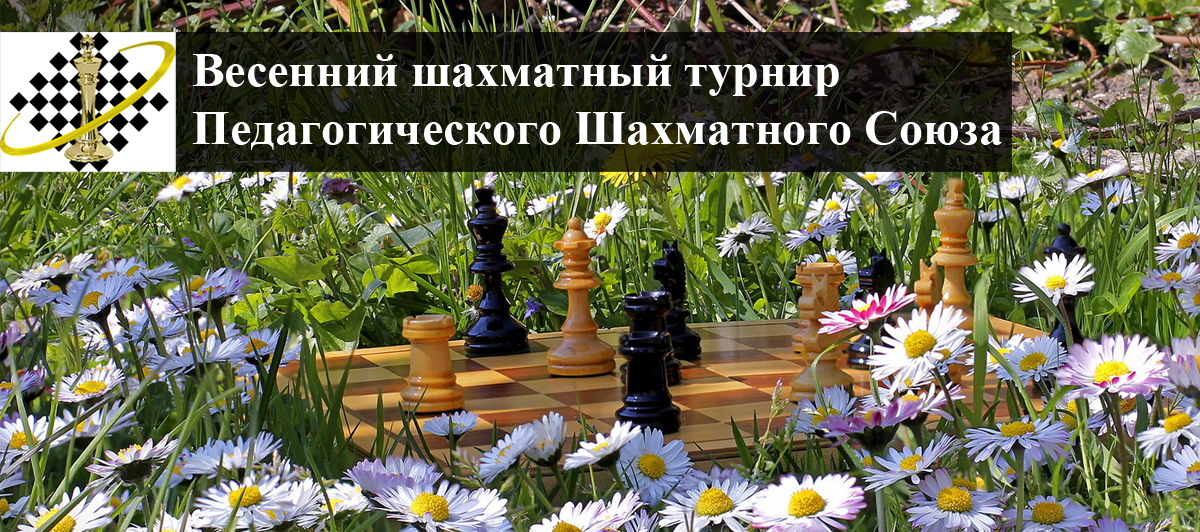 Весенний шахматный турнир
Педагогического Шахматного Союза